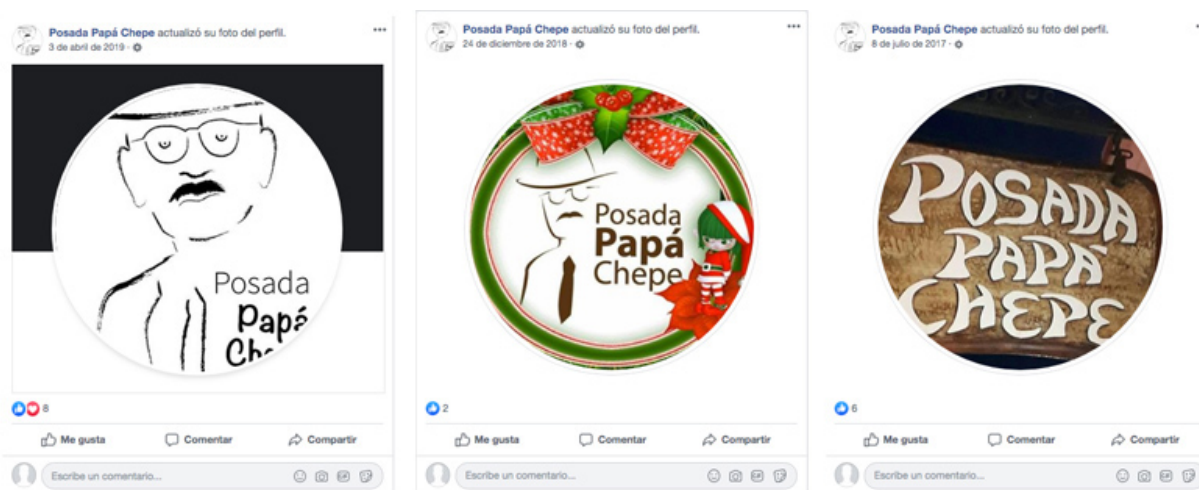 Posada Papá Chepe actualizó su foto del perfil.
3 de abril de 2019
Posada
Papá
8
Me gusta
Comentar
Compartir
Escribe un comentario...
Posada Papá Chepe actualizó su foto del perfil.
24 de diciembre de 2018
Posada
Papá
Chepe
2
Me gusta
Comentar
Compartir
Escribe un comentario...
Posada Papá Chepe actualizó su foto del perfil.
8 de julio de 2017
POSADA
PAPÁ
CHEPE
6
Me gusta
Comentar
Compartir
Escribe un comentario...